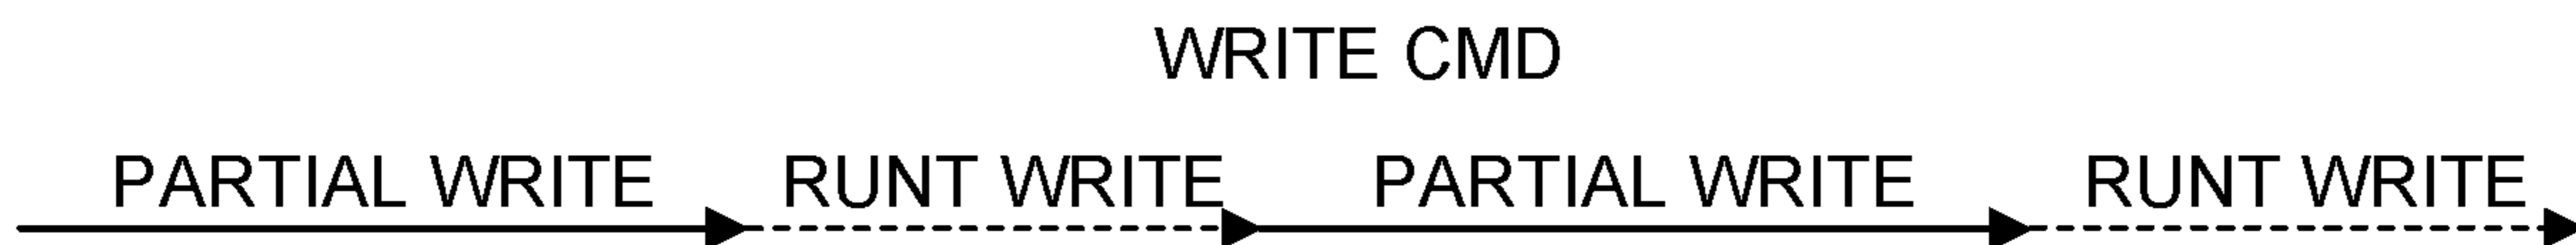 WRITE CMD
PARTIAL WRITE RUNT WRITE PARTIAL WRITE RUNT WRITE